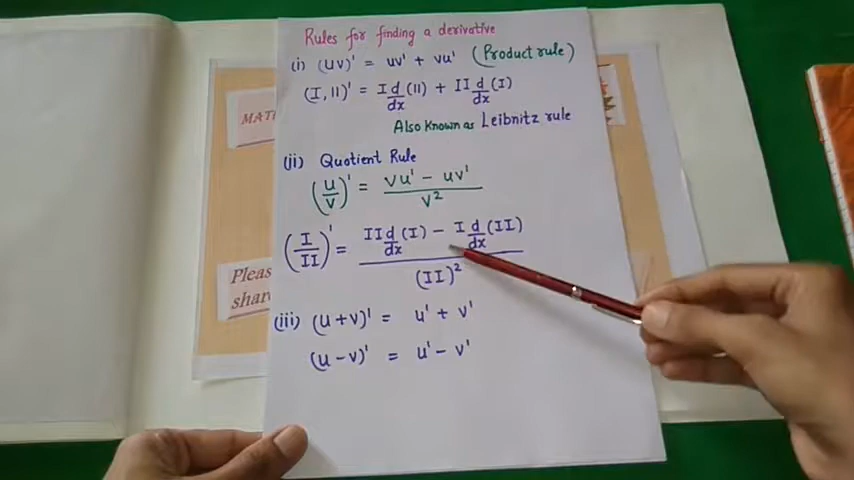 Rules for finding a derivative
(i) (uv)' = uv' + vu' (Product rule)
(I, II)' = I d/dx (II) + II d/dx (I)
Also Known as Leibnitz rule
(ii) Quotient Rule
(u/v)' = (vu' - uv')/v²
(I/II)' = (II d/dx (I) - I d/dx (II))/(II)²
(iii) (u+v)' = u' + v'
(u-v)' = u' - v'
MAT
Pleas
share